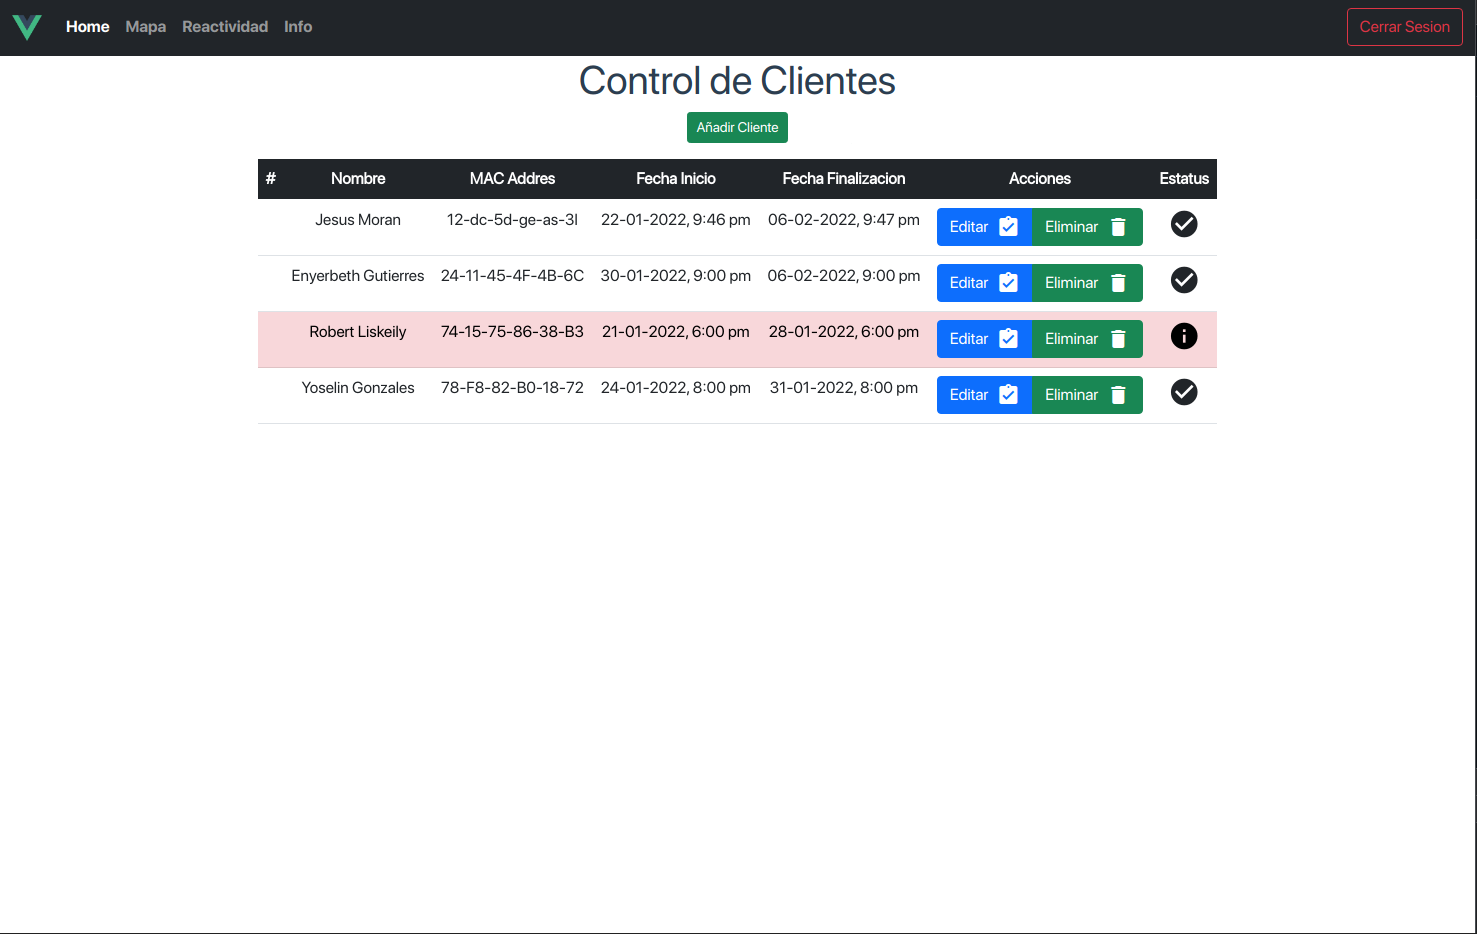 Home Mapa Reactividad Info Cerrar Sesion
Control de Clientes
Añadir Cliente
# Nombre MAC Addres Fecha Inicio Fecha Finalizacion Acciones Estatus
Jesus Moran 12-dc-5d-ge-as-3l 22-01-2022, 9:46 pm 06-02-2022, 9:47 pm Editar Eliminar
Enyerbeth Gutierres 24-11-45-4F-4B-6C 30-01-2022, 9:00 pm 06-02-2022, 9:00 pm Editar Eliminar
Robert Liskeily 74-15-75-86-38-B3 21-01-2022, 6:00 pm 28-01-2022, 6:00 pm Editar Eliminar
Yoselin Gonzales 78-F8-82-B0-18-72 24-01-2022, 8:00 pm 31-01-2022, 8:00 pm Editar Eliminar